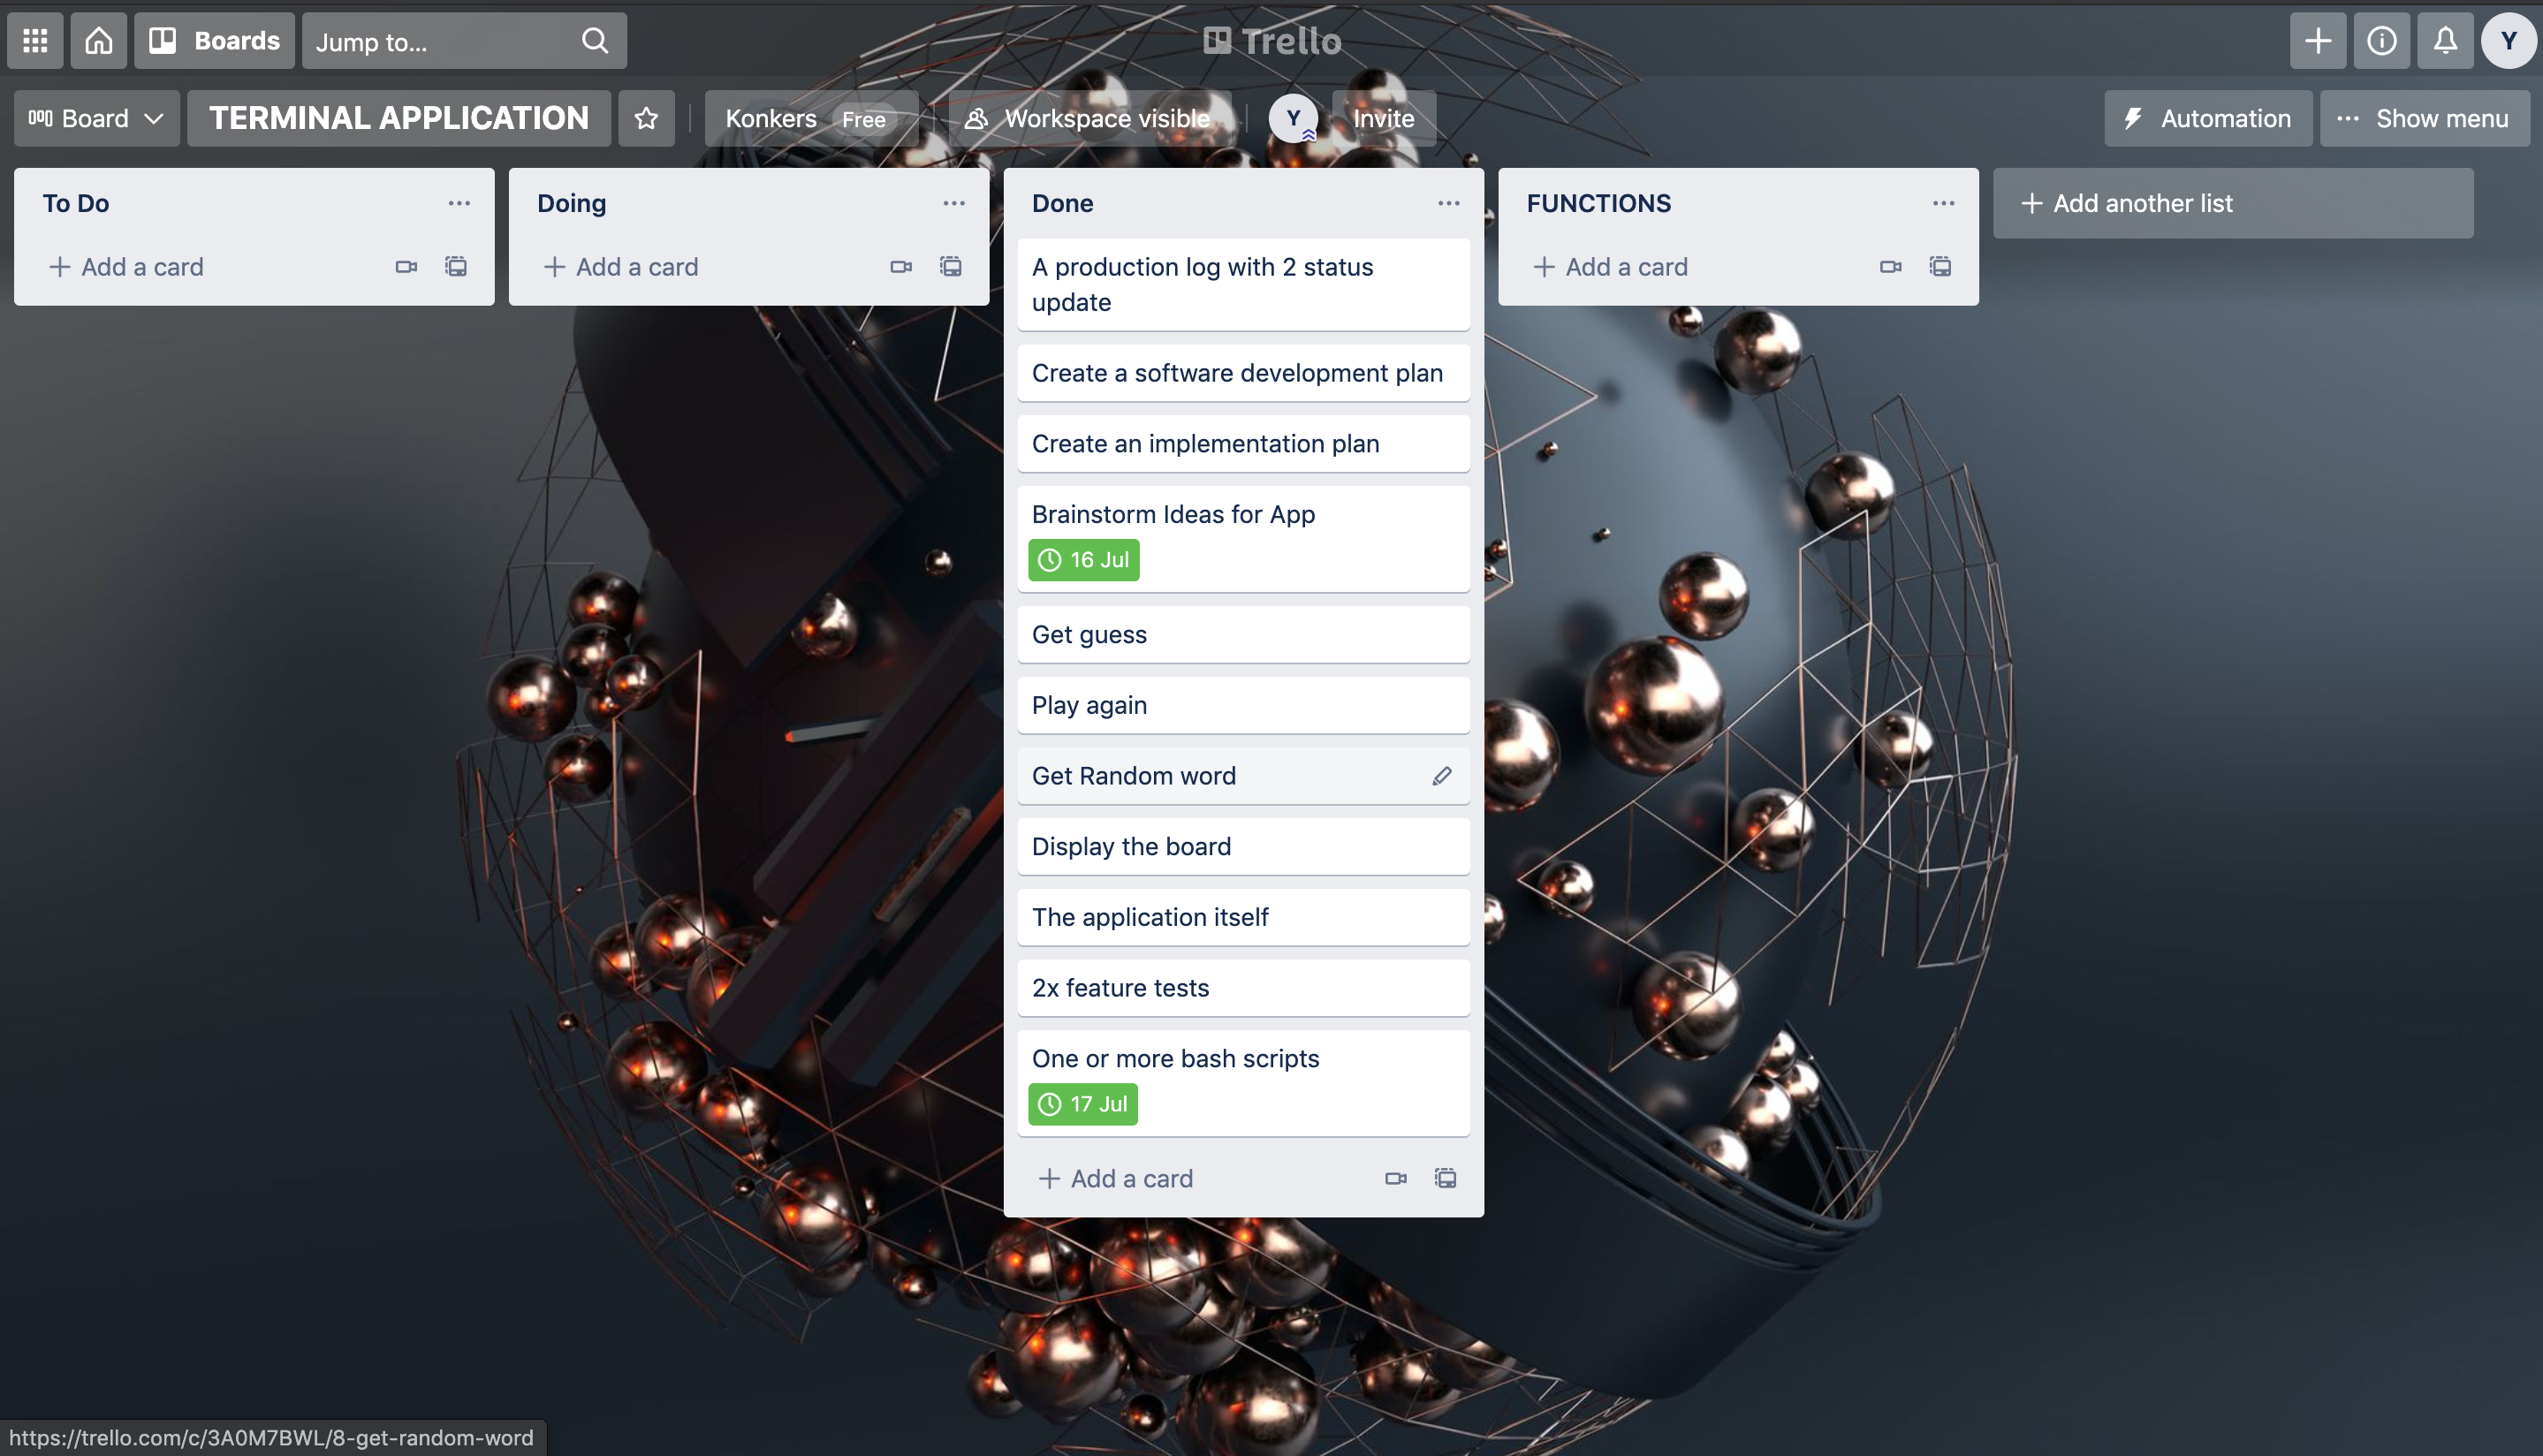 Boards
Jump to...
Trello
Y
Board
TERMINAL APPLICATION
Konkers Free
Workspace visible
Y
Invite
Automation
Show menu
To Do
Add a card
Doing
Add a card
Done
A production log with 2 status
update
Create a software development plan
Create an implementation plan
Brainstorm Ideas for App
16 Jul
Get guess
Play again
Get Random word
Display the board
The application itself
2x feature tests
One or more bash scripts
17 Jul
Add a card
FUNCTIONS
Add a card
Add another list
https://trello.com/c/3A0M7BWL/8-get-random-word